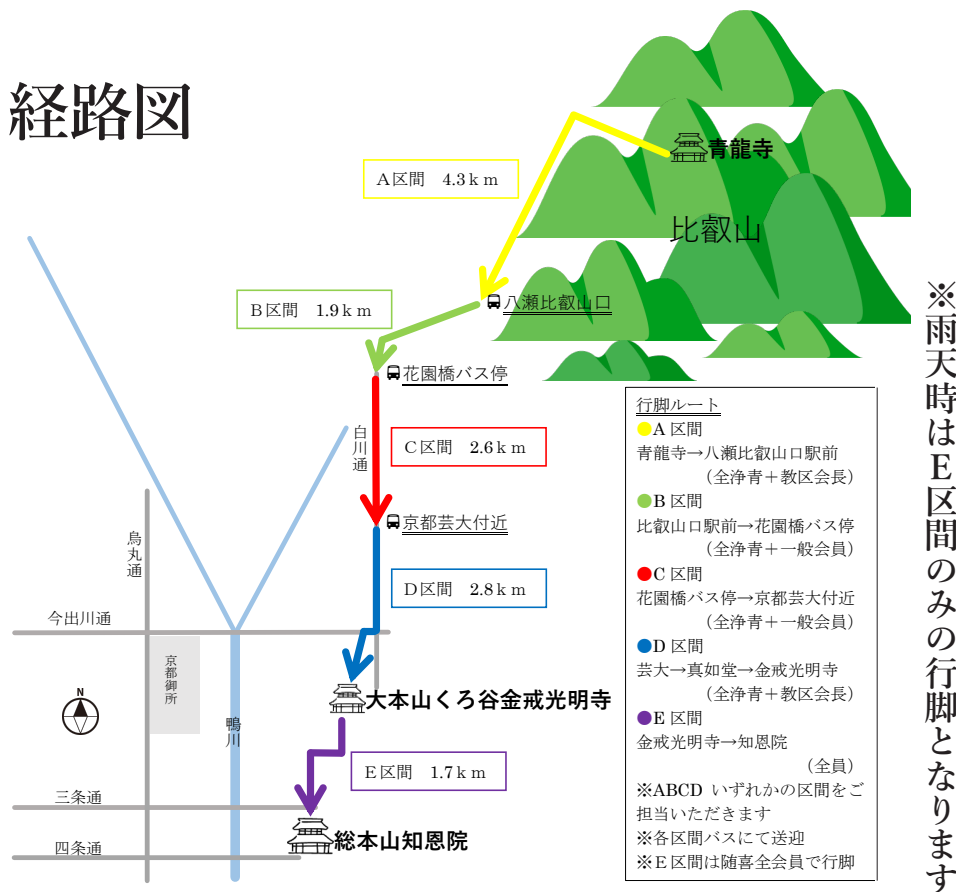 経路図
青龍寺
A区間　4.3ｋｍ
比叡山
八瀬比叡山口
B区間　1.9ｋｍ
花園橋バス停
白川通
C区間　2.6ｋｍ
京都芸大付近
烏丸通
D区間　2.8ｋｍ
今出川通
京都御所
N
大本山くろ谷金戒光明寺
鴨川
E区間　1.7ｋｍ
三条通
総本山知恩院
四条通
行脚ルート
●A 区間
青龍寺→八瀬比叡山口駅前
（全浄青＋教区会長）
●B 区間
比叡山口駅前→花園橋バス停
（全浄青＋一般会員）
●C 区間
花園橋バス停→京都芸大付近
（全浄青＋一般会員）
●D 区間
芸大→真如堂→金戒光明寺
（全浄青＋教区会長）
●E 区間
金戒光明寺→知恩院
（全員）
※ABCD いずれかの区間をご
担当いただきます
※各区間バスにて送迎
※Ｅ区間は随喜全会員で行脚
※雨天時はＥ区間のみの行脚となります